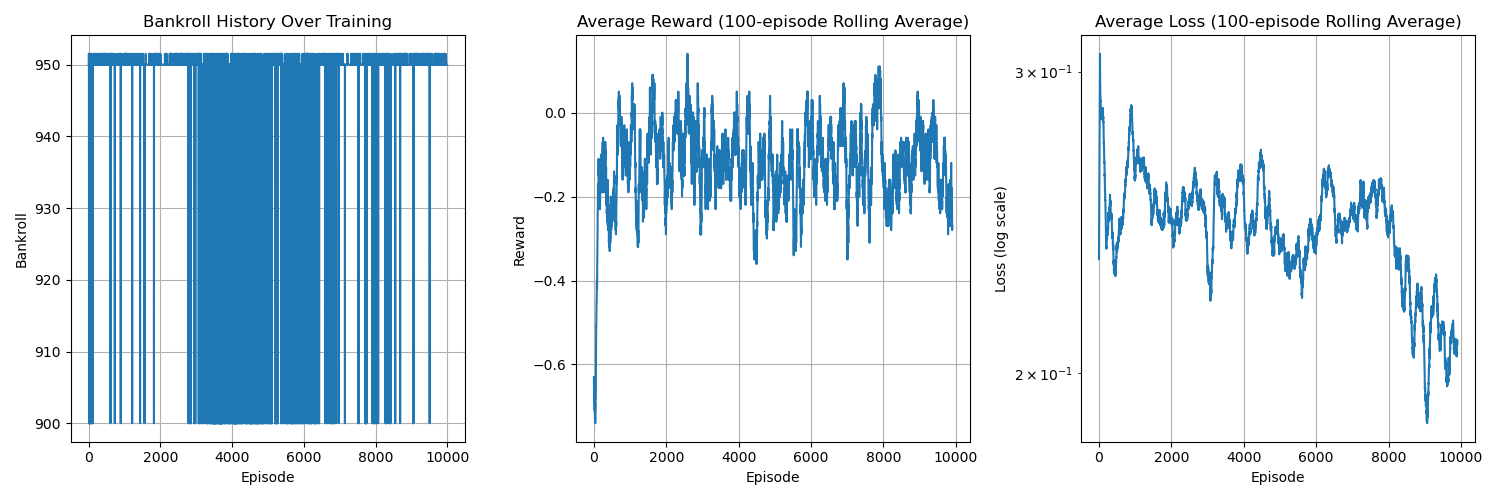 Bankroll History Over Training
950
940
930
920
910
900
Bankroll
0
2000
4000
6000
8000
10000
Episode
Average Reward (100-episode Rolling Average)
0.0
−0.2
−0.4
−0.6
Reward
0
2000
4000
6000
8000
10000
Episode
Average Loss (100-episode Rolling Average)
3 × 10⁻¹
2 × 10⁻¹
Loss (log scale)
0
2000
4000
6000
8000
10000
Episode